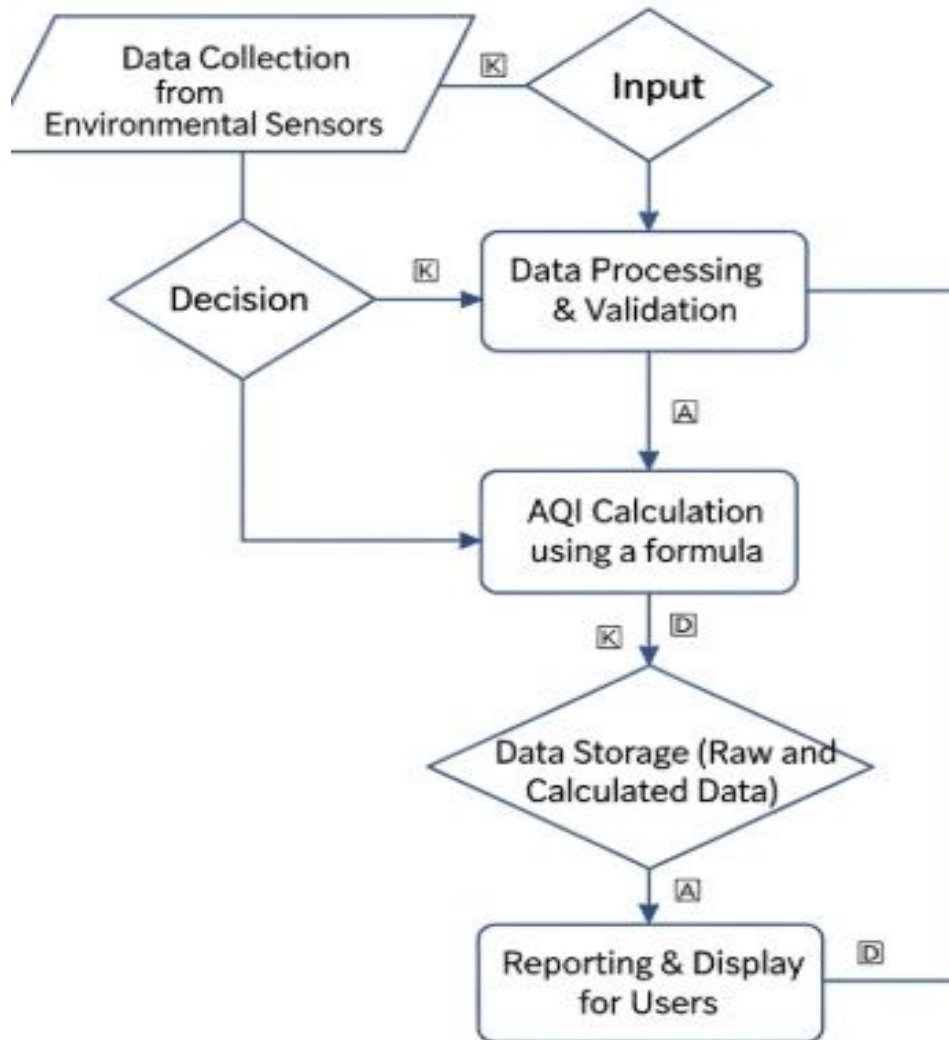 Data Collection
from
Environmental Sensors
K
Input
Decision
K
Data Processing
& Validation
A
AQI Calculation
using a formula
K
D
Data Storage (Raw and
Calculated Data)
A
Reporting & Display
for Users
D